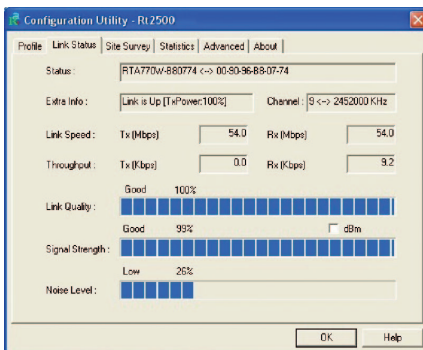 Configuration Utility - Rt2500
Profile Link Status Site Survey Statistics Advanced About
Status : RTA770W-B80774 <--> 00-90-96-B8-07-74
Extra Info : Link is Up [TxPower:100%] Channel : 9 <--> 2452000 KHz
Link Speed : Tx (Mbps) 54.0 Rx (Mbps) 54.0
Throughput : Tx (Kbps) 0.0 Rx (Kbps) 9.2
Good 100%
Link Quality :
Good 99% dBm
Signal Strength :
Low 26%
Noise Level :
OK Help